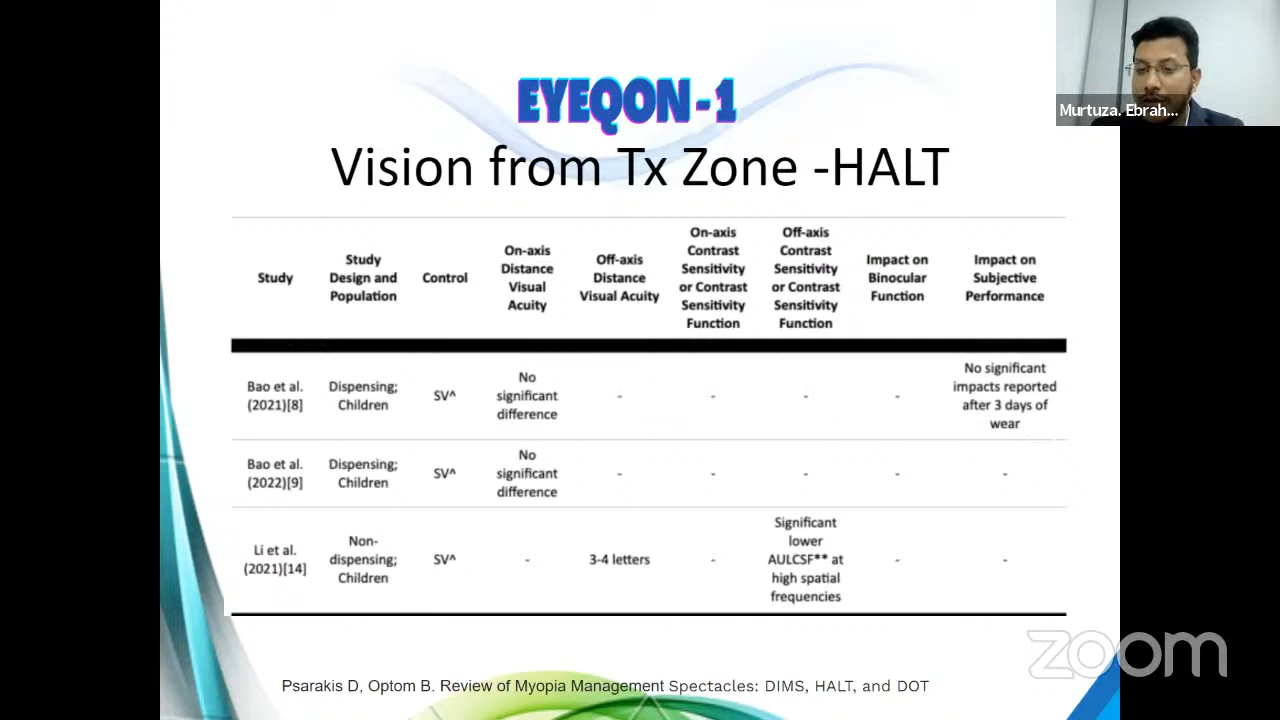 EYEQON-1
Murtuza. Ebrah...
Vision from Tx Zone -HALT
Study
Study
Design and
Population
Control
On-axis
Distance
Visual
Acuity
Off-axis
Distance
Visual Acuity
On-axis
Contrast
Sensitivity
or Contrast
Sensitivity
Function
Off-axis
Contrast
Sensitivity
or Contrast
Sensitivity
Function
Impact on
Binocular
Function
Impact on
Subjective
Performance
Bao et al.
(2021)[8]
Dispensing;
Children
SV^
No
significant
difference
-
-
-
-
No significant
impacts reported
after 3 days of
wear
Bao et al.
(2022)[9]
Dispensing;
Children
SV^
No
significant
difference
-
-
-
-
-
Li et al.
(2021)[14]
Non-
dispensing;
Children
SV^
-
3-4 letters
-
Significant
lower
AULCSF** at
high spatial
frequencies
-
-
zoom
Psarakis D, Optom B. Review of Myopia Management Spectacles: DIMS, HALT, and DOT